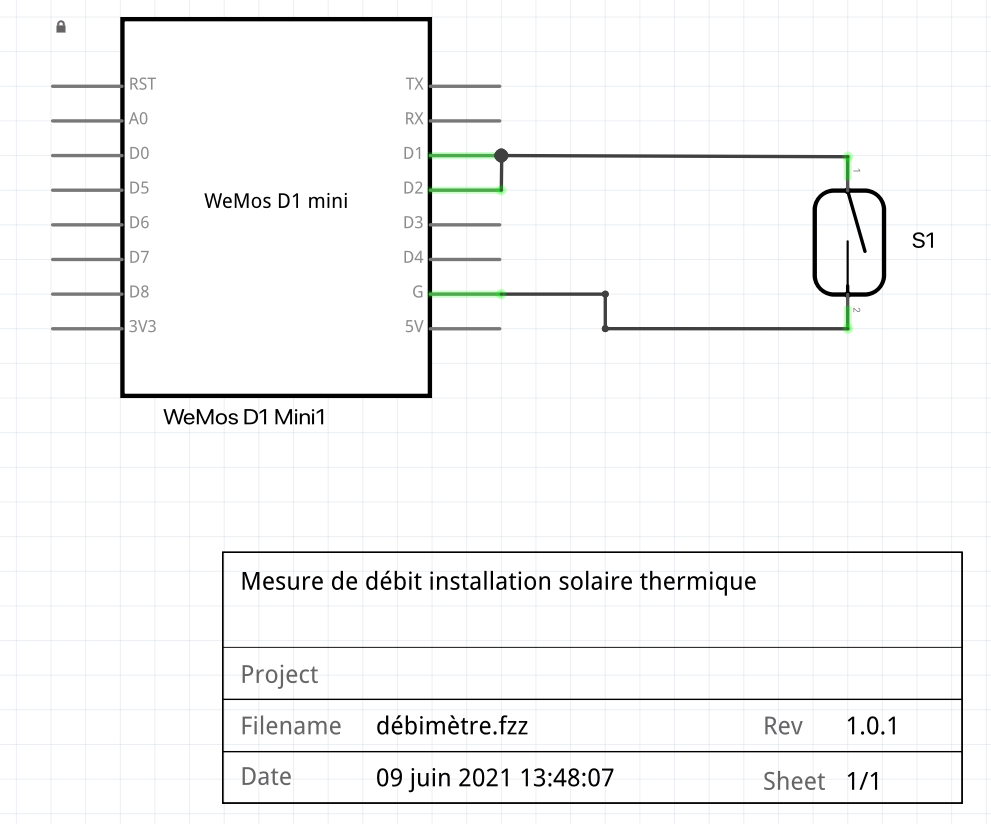 RST TX
A0 RX
D0 D1
1
D5 D2
WeMos D1 mini
D6 D3
S1
D7 D4
D8 G
2
3V3 5V
WeMos D1 Mini1
Mesure de débit installation solaire thermique
Project
Filename débimètre.fzz Rev 1.0.1
Date 09 juin 2021 13:48:07 Sheet 1/1